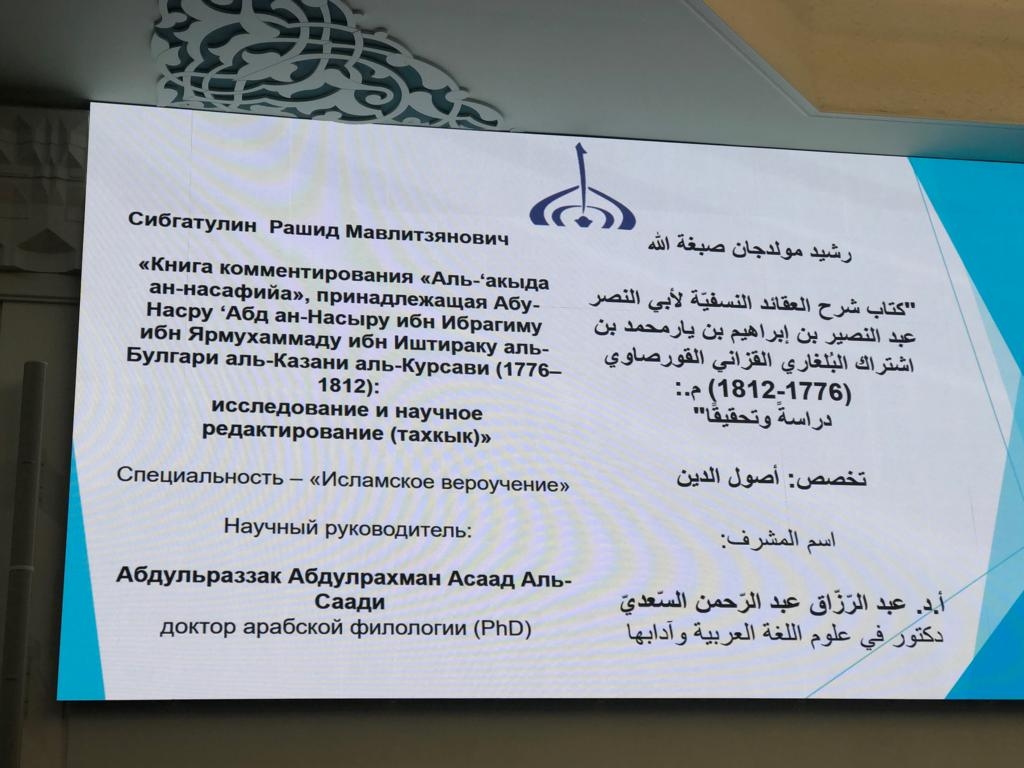 Сибгатулин Рашид Мавлитзянович
«Книга комментирования «Аль-‘акыда
ан-насафийа», принадлежащая Абу-
Насру ‘Абд ан-Насыру ибн Ибрагиму
ибн Ярмухаммаду ибн Иштираку аль-
Булгари аль-Казани аль-Курсави (1776–
1812):
исследование и научное
редактирование (тахкык)»
Специальность – «Исламское вероучение»
Научный руководитель:
Абдульраззак Абдулрахман Асаад Аль-
Саади
доктор арабской филологии (PhD)
رشيد مولدجان صبغة الله
"كتاب شرح العقائد النسفيّة لأبي النصر
عبد النصير بن إبراهيم بن يارمحمد بن
اشتراك البُلغاري القزاني القورصاوي
(1776-1812) م.:
دراسةً وتحقيقًا"
تخصص: أصول الدين
اسم المشرف:
أ.د. عبد الرّزّاق عبد الرّحمن السّعديّ
دكتور في علوم اللغة العربية وآدابها